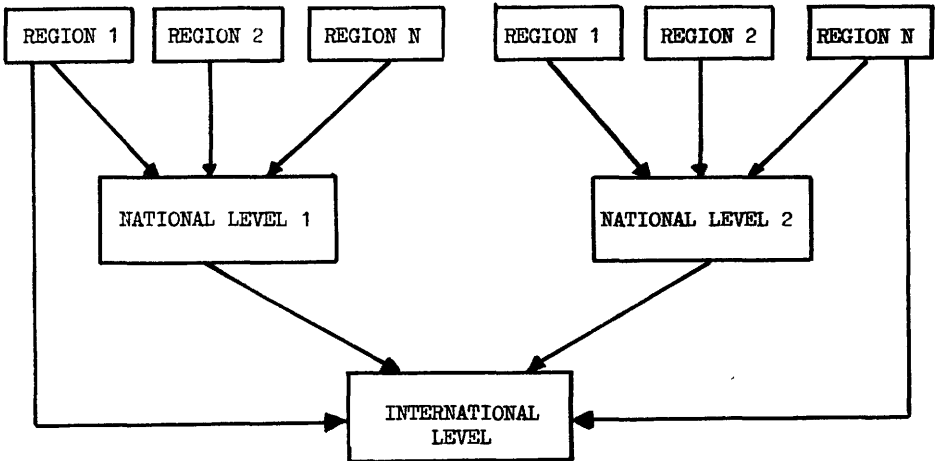 REGION 1 REGION 2 REGION N REGION 1 REGION 2 REGION N
NATIONAL LEVEL 1 NATIONAL LEVEL 2
INTERNATIONAL
LEVEL